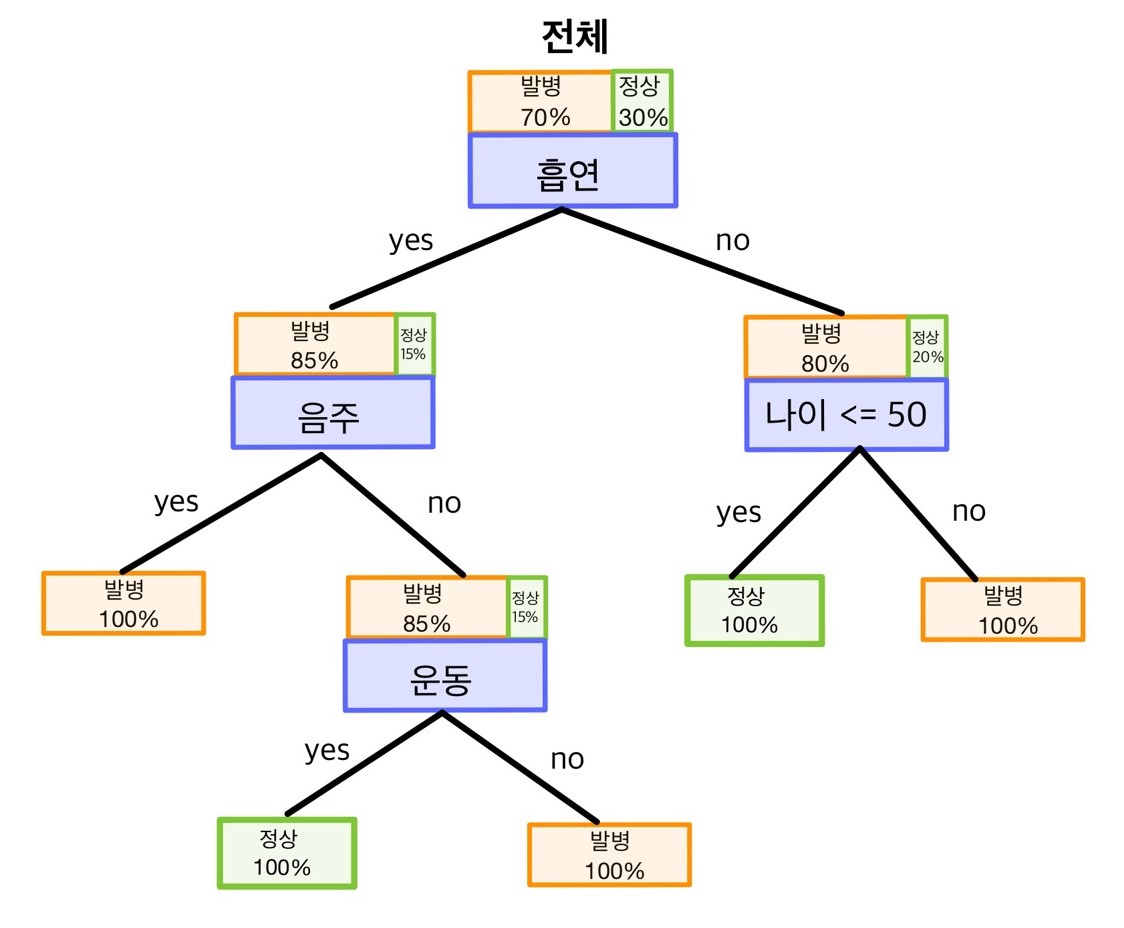 전체
발병 정상
70% 30%
흡연
yes no
발병 정상
85% 15%
음주
발병 정상
80% 20%
나이 <= 50
yes no
yes no
발병
100%
발병 정상
85% 15%
운동
정상
100%
발병
100%
yes no
정상
100%
발병
100%